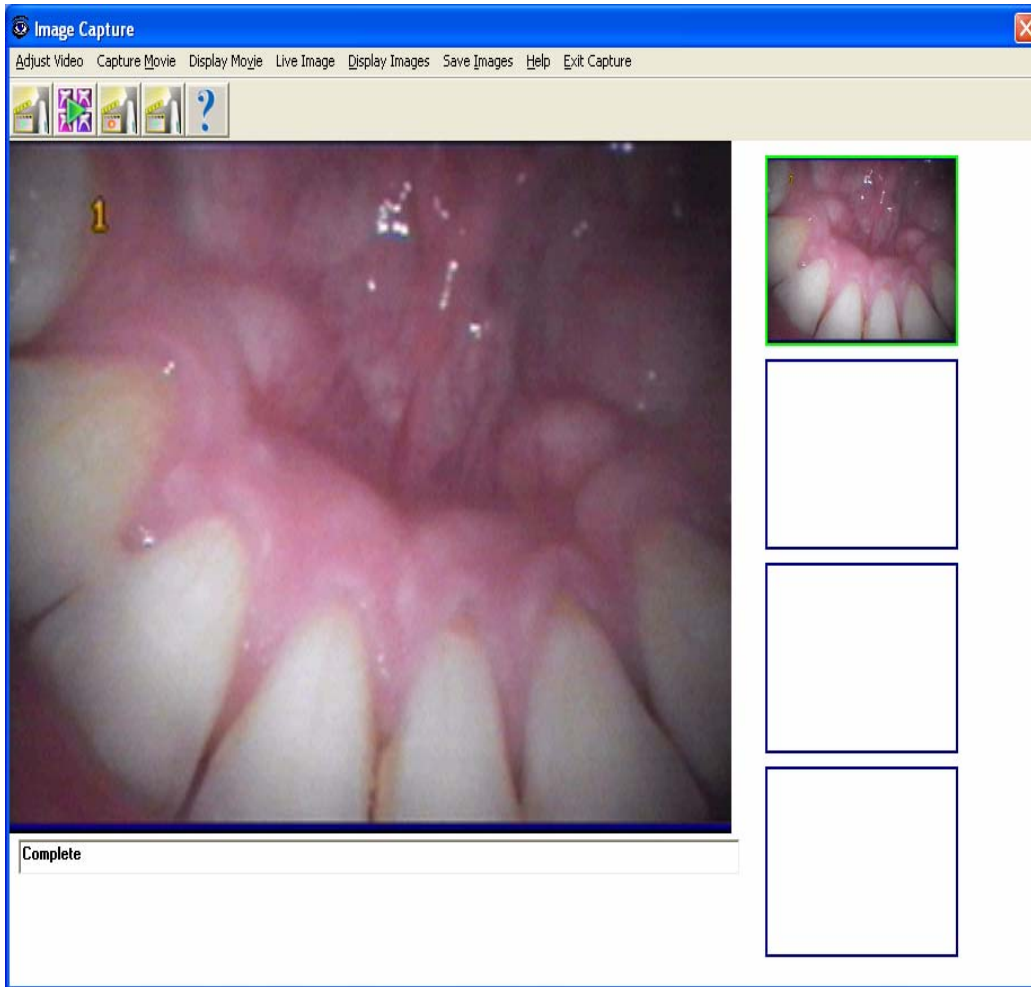 Image Capture
Adjust Video Capture Movie Display Movie Live Image Display Images Save Images Help Exit Capture
?
1
Complete